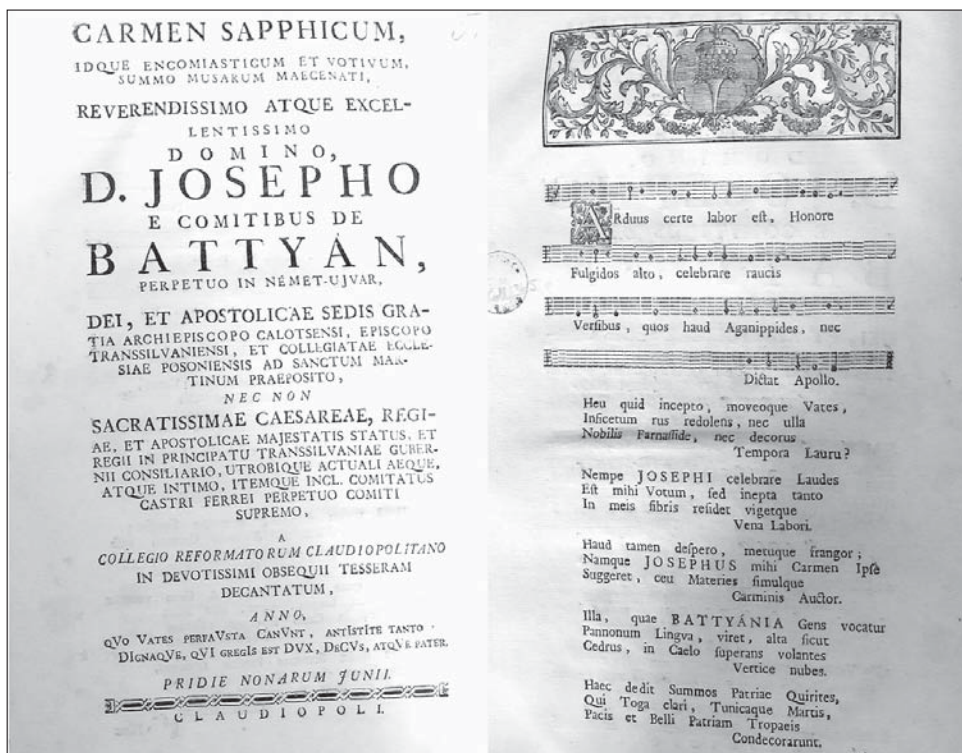 CARMEN SAPPHICUM,
IDQUE ENCOMIASTICUM ET VOTIVUM,
SUMMO MUSARUM MAECENATI,
REVERENDISSIMO ATQUE EXCEL-
LENTISSIMO
DOMINO,
D. JOSEPHO
E COMITIBUS DE
BATTYÁN,
PERPETUO IN NÉMET-UJVAR,
DEI, ET APOSTOLICAE SEDIS GRA-
TIA ARCHIEPISCOPO CALOTSENSI, EPISCOPO
TRANSSILVANIENSI, ET COLLEGIATAE ECCLE-
SIAE POSONIENSIS AD SANCTUM MAR-
TINUM PRAEPOSITO,
NEC NON
SACRATISSIMAE CAESAREAE, REGI-
AE, ET APOSTOLICAE MAJESTATIS STATUS, ET
REGII IN PRINCIPATU TRANSSILVANIAE GUBER-
NII CONSILIARIO, UTROBIQUE ACTUALI AEQUE,
ATQUE INTIMO, ITEMQUE INCL. COMITATUS
CASTRI FERREI PERPETUO COMITI
SUPREMO,
A
COLLEGIO REFORMATORUM CLAUDIOPOLITANO
IN DEVOTISSIMI OBSEQUII TESSERAM
DECANTATUM,
ANNO,
QVO VATES PERFAVSTA CANVNT, ANTISTITE TANTO
DIGNAQVE, QVI GREGIS EST DVX, DECVS, ATQVE PATER.
PRIDIE NONARUM JUNII.
CLAUDIOPOLI.
ARduus certe labor eſt, Honore
Fulgidos alto, celebrare raucis
Verſibus, quos haud Aganippides, nec
Dictat Apollo.
Heu quid incepto, moveoque Vates,
Inficetum rus redolens, nec ulla
Nobilis Parnaſſide, nec decorus
Tempora Lauru?
Nempe JOSEPHI celebrare Laudes
Eſt mihi Votum, ſed inepta tanto
In meis fibris reſidet vigetque
Vena Labori.
Haud tamen deſpero, metuque frangor;
Namque JOSEPHUS mihi Carmen Ipſe
Suggeret, ceu Materies ſimulque
Carminis Auctor.
Illa, quae BATTYÁNIA Gens vocatur
Pannonum Lingva, viret, alta ſicut
Cedrus, in Caelo ſuperans volantes
Vertice nubes.
Haec dedit Summos Patriae Quirites,
Qui Toga clari, Tunicaque Martis,
Pacis et Belli Patriam Tropaeis
Condecorarunt.